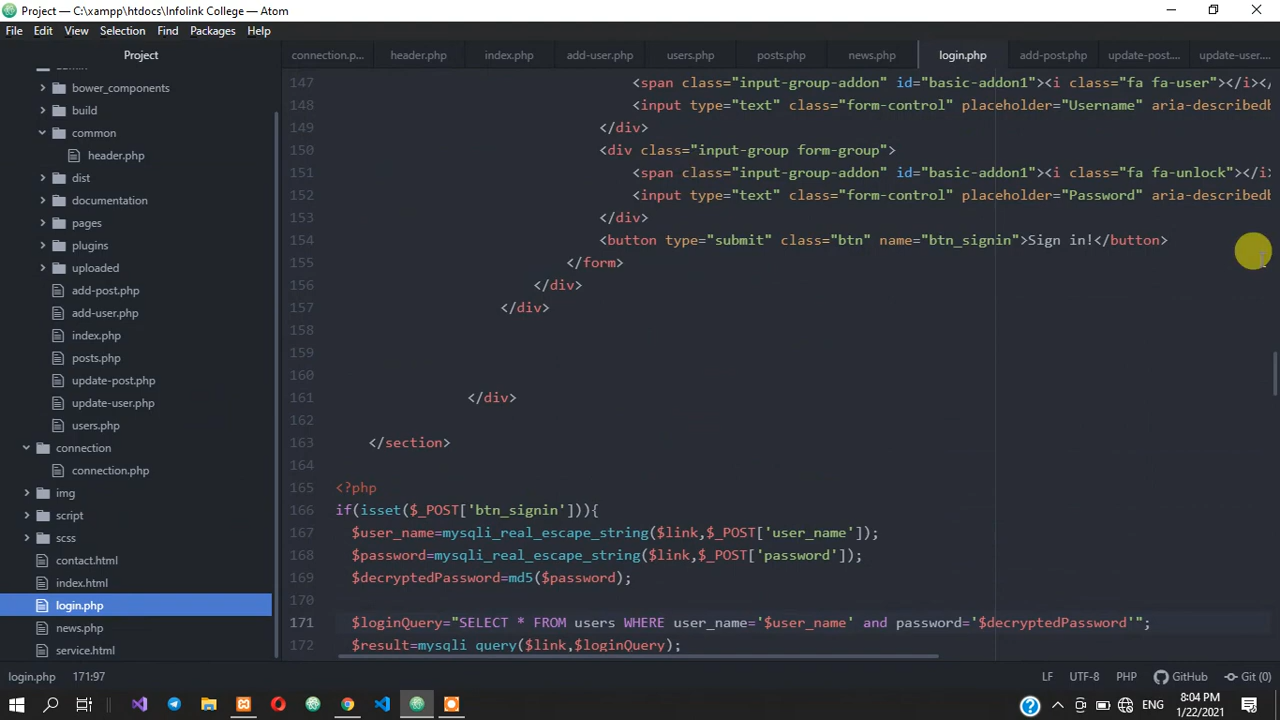 Project — C:\xampp\htdocs\Infolink College — Atom
File Edit View Selection Find Packages Help
Project
connection.p... header.php index.php add-user.php users.php posts.php news.php login.php add-post.php update-post.... update-user....
bower_components
build
common
header.php
dist
documentation
pages
plugins
uploaded
add-post.php
add-user.php
index.php
posts.php
update-post.php
update-user.php
users.php
connection
connection.php
img
script
scss
contact.html
index.html
login.php
news.php
service.html
147 <span class="input-group-addon" id="basic-addon1"><i class="fa fa-user"></i></
148 <input type="text" class="form-control" placeholder="Username" aria-describedb
149 </div>
150 <div class="input-group form-group">
151 <span class="input-group-addon" id="basic-addon1"><i class="fa fa-unlock"></i>
152 <input type="text" class="form-control" placeholder="Password" aria-describedb
153 </div>
154 <button type="submit" class="btn" name="btn_signin">Sign in!</button>
155 </form>
156 </div>
157 </div>
158
159
160
161 </div>
162
163 </section>
164
165 <?php
166 if(isset($_POST['btn_signin'])){
167 $user_name=mysqli_real_escape_string($link,$_POST['user_name']);
168 $password=mysqli_real_escape_string($link,$_POST['password']);
169 $decryptedPassword=md5($password);
170
171 $loginQuery="SELECT * FROM users WHERE user_name='$user_name' and password='$decryptedPassword'";
172 $result=mysqli_query($link,$loginQuery);
login.php 171:97 LF UTF-8 PHP GitHub Git (0)
ENG 8:04 PM
1/22/2021